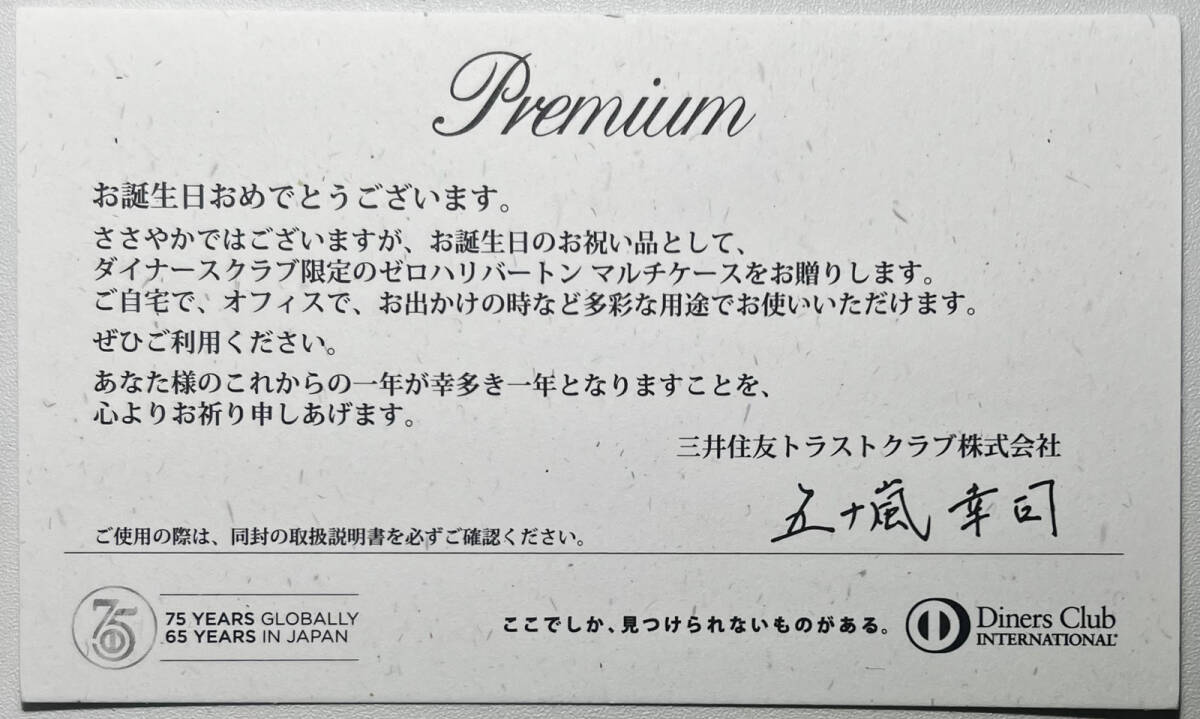 Premium
お誕生日おめでとうございます。
ささやかではございますが、お誕生日のお祝い品として、
ダイナースクラブ限定のゼロハリバートン マルチケースをお贈りします。
ご自宅で、オフィスで、お出かけの時など多彩な用途でお使いいただけます。
ぜひご利用ください。
あなた様のこれからの一年が幸多き一年となりますことを、
心よりお祈り申しあげます。
三井住友トラストクラブ株式会社
五十嵐 幸司
ご使用の際は、同封の取扱説明書を必ずご確認ください。
75
75 YEARS GLOBALLY
65 YEARS IN JAPAN
ここでしか、見つけられないものがある。
Diners Club
INTERNATIONAL